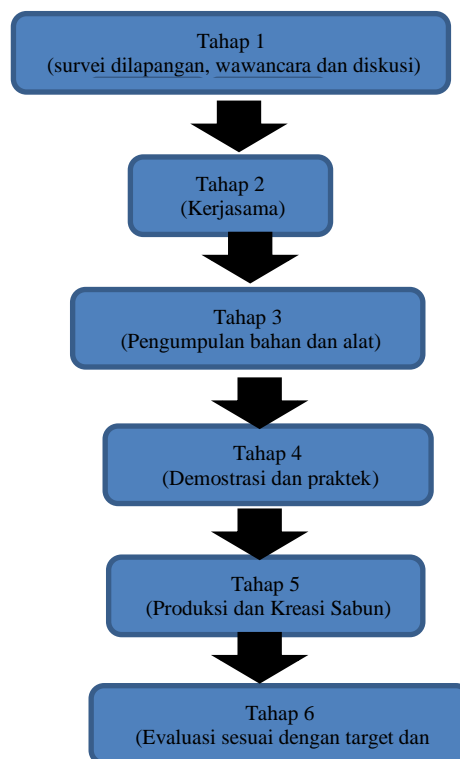 Tahap 1
(survei dilapangan, wawancara dan diskusi)
Tahap 2
(Kerjasama)
Tahap 3
(Pengumpulan bahan dan alat)
Tahap 4
(Demostrasi dan praktek)
Tahap 5
(Produksi dan Kreasi Sabun)
Tahap 6
(Evaluasi sesuai dengan target dan